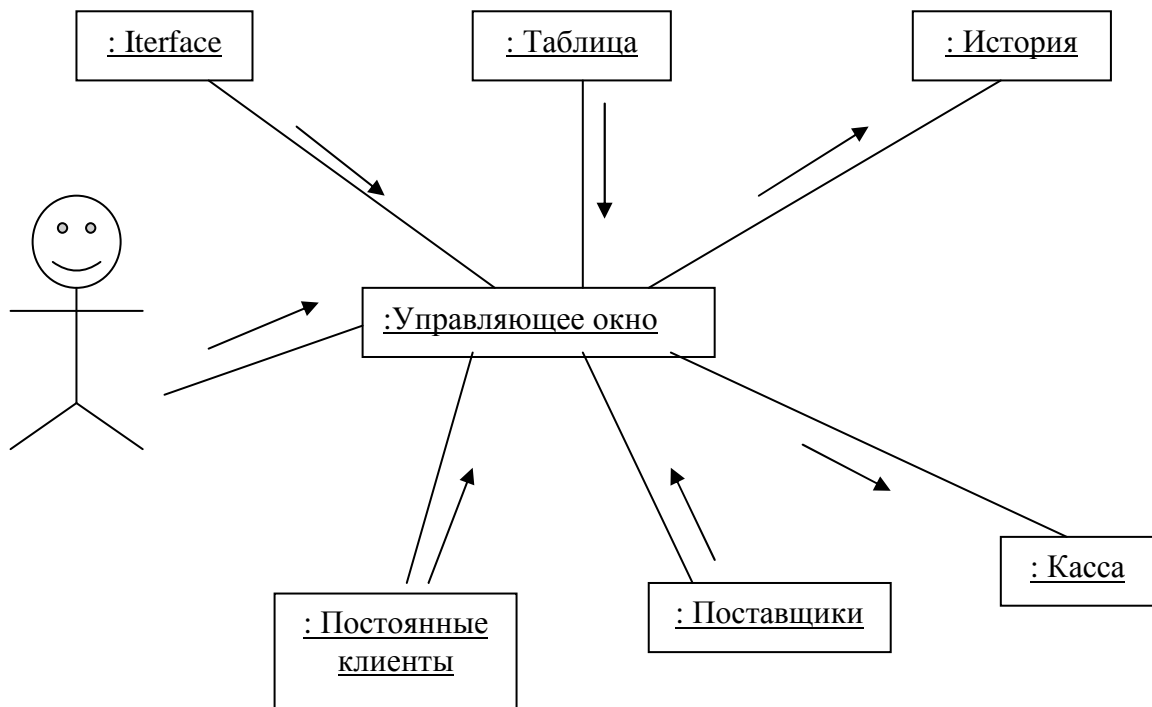 : Iterface
: Таблица
: История
:Управляющее окно
: Касса
: Поставщики
: Постоянные
клиенты